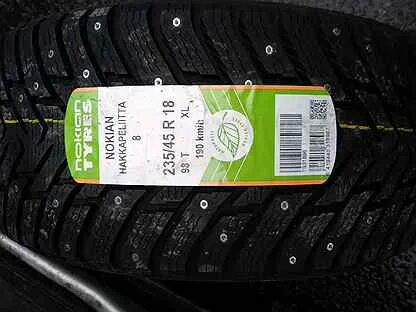 nokian
TYRES
NOKIAN
HAKKAPELIITTA
8
235/45 R 18
98 T XL
190 km/h